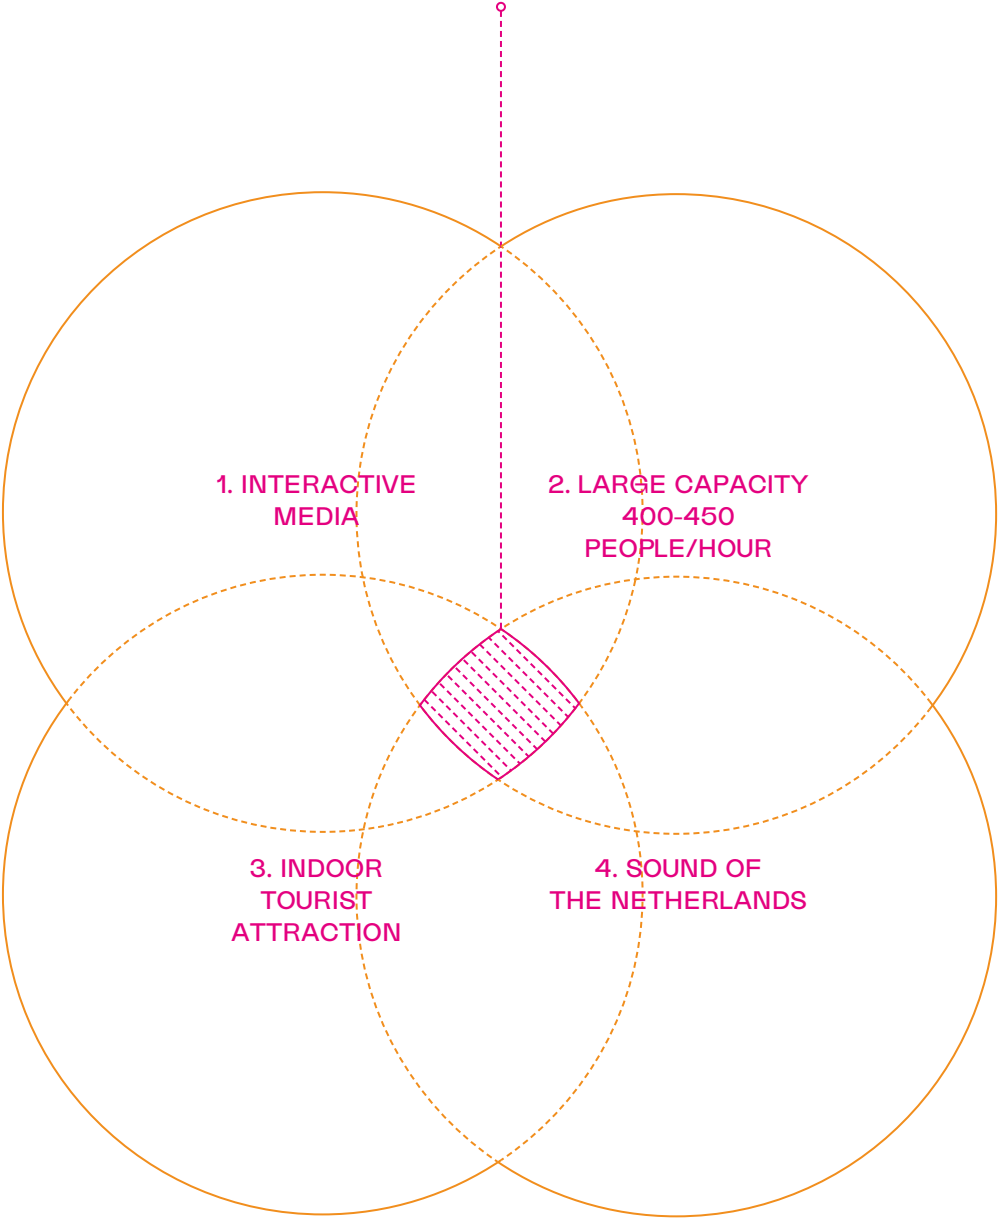 1. INTERACTIVE
MEDIA
2. LARGE CAPACITY
400-450
PEOPLE/HOUR
3. INDOOR
TOURIST
ATTRACTION
4. SOUND OF
THE NETHERLANDS